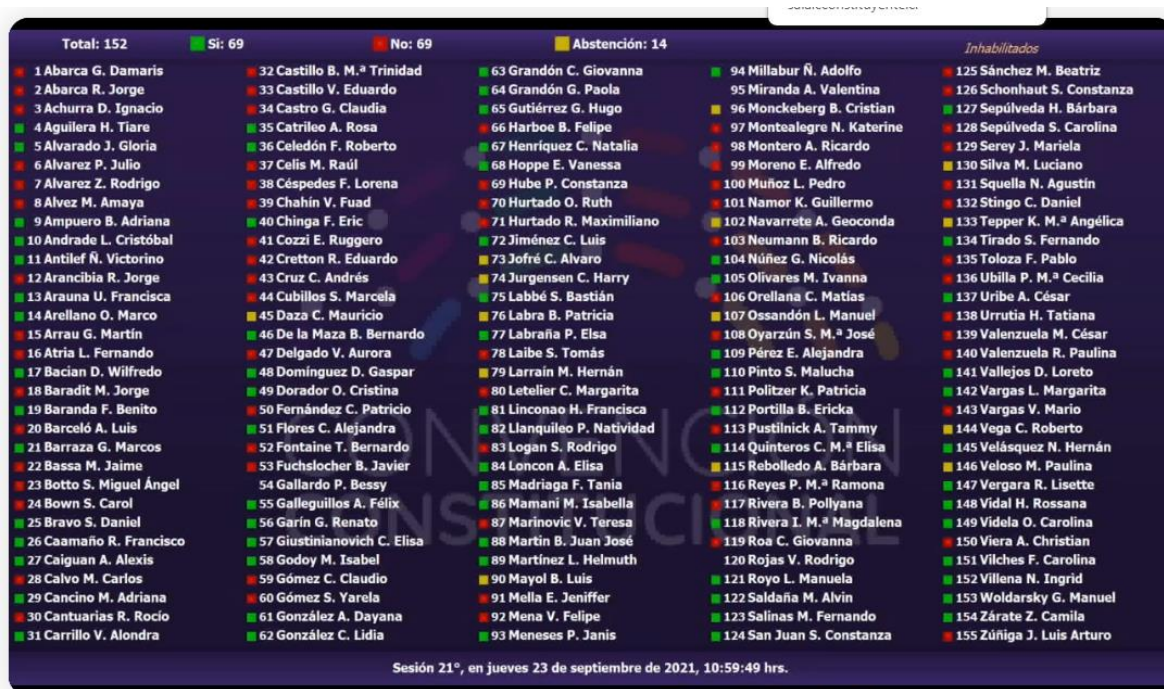 Total: 152
Si: 69
No: 69
Abstención: 14
Inhabilitados
1 Abarca G. Damaris
2 Abarca R. Jorge
3 Achurra D. Ignacio
4 Aguilera H. Tiare
5 Alvarado J. Gloria
6 Alvarez P. Julio
7 Alvarez Z. Rodrigo
8 Alvez M. Amaya
9 Ampuero B. Adriana
10 Andrade L. Cristóbal
11 Antilef Ñ. Victorino
12 Arancibia R. Jorge
13 Arauna U. Francisca
14 Arellano O. Marco
15 Arrau G. Martín
16 Atria L. Fernando
17 Bacian D. Wilfredo
18 Baradit M. Jorge
19 Baranda F. Benito
20 Barceló A. Luis
21 Barraza G. Marcos
22 Bassa M. Jaime
23 Botto S. Miguel Ángel
24 Bown S. Carol
25 Bravo S. Daniel
26 Caamaño R. Francisco
27 Caiguan A. Alexis
28 Calvo M. Carlos
29 Cancino M. Adriana
30 Cantuarias R. Rocío
31 Carrillo V. Alondra
32 Castillo B. M.ª Trinidad
33 Castillo V. Eduardo
34 Castro G. Claudia
35 Catrileo A. Rosa
36 Celedón F. Roberto
37 Celis M. Raúl
38 Céspedes F. Lorena
39 Chahín V. Fuad
40 Chinga F. Eric
41 Cozzi E. Ruggero
42 Cretton R. Eduardo
43 Cruz C. Andrés
44 Cubillos S. Marcela
45 Daza C. Mauricio
46 De la Maza B. Bernardo
47 Delgado V. Aurora
48 Domínguez D. Gaspar
49 Dorador O. Cristina
50 Fernández C. Patricio
51 Flores C. Alejandra
52 Fontaine T. Bernardo
53 Fuchslocher B. Javier
54 Gallardo P. Bessy
55 Galleguillos A. Félix
56 Garín G. Renato
57 Giustinianovich C. Elisa
58 Godoy M. Isabel
59 Gómez C. Claudio
60 Gómez S. Yarela
61 González A. Dayana
62 González C. Lidia
63 Grandón C. Giovanna
64 Grandón G. Paola
65 Gutiérrez G. Hugo
66 Harboe B. Felipe
67 Henríquez C. Natalia
68 Hoppe E. Vanessa
69 Hube P. Constanza
70 Hurtado O. Ruth
71 Hurtado R. Maximiliano
72 Jiménez C. Luis
73 Jofré C. Alvaro
74 Jurgensen C. Harry
75 Labbé S. Bastián
76 Labra B. Patricia
77 Labraña P. Elsa
78 Laibe S. Tomás
79 Larraín M. Hernán
80 Letelier C. Margarita
81 Linconao H. Francisca
82 Llanquileo P. Natividad
83 Logan S. Rodrigo
84 Loncon A. Elisa
85 Madriaga F. Tania
86 Mamani M. Isabella
87 Marinovic V. Teresa
88 Martin B. Juan José
89 Martínez L. Helmuth
90 Mayol B. Luis
91 Mella E. Jeniffer
92 Mena V. Felipe
93 Meneses P. Janis
94 Millabur Ñ. Adolfo
95 Miranda A. Valentina
96 Monckeberg B. Cristian
97 Montealegre N. Katerine
98 Montero A. Ricardo
99 Moreno E. Alfredo
100 Muñoz L. Pedro
101 Namor K. Guillermo
102 Navarrete A. Geoconda
103 Neumann B. Ricardo
104 Núñez G. Nicolás
105 Olivares M. Ivanna
106 Orellana C. Matías
107 Ossandón L. Manuel
108 Oyarzún S. M.ª José
109 Pérez E. Alejandra
110 Pinto S. Malucha
111 Politzer K. Patricia
112 Portilla B. Ericka
113 Pustilnick A. Tammy
114 Quinteros C. M.ª Elisa
115 Rebolledo A. Bárbara
116 Reyes P. M.ª Ramona
117 Rivera B. Pollyana
118 Rivera I. M.ª Magdalena
119 Roa C. Giovanna
120 Rojas V. Rodrigo
121 Royo L. Manuela
122 Saldaña M. Alvin
123 Salinas M. Fernando
124 San Juan S. Constanza
125 Sánchez M. Beatriz
126 Schonhaut S. Constanza
127 Sepúlveda H. Bárbara
128 Sepúlveda S. Carolina
129 Serey J. Mariela
130 Silva M. Luciano
131 Squella N. Agustín
132 Stingo C. Daniel
133 Tepper K. M.ª Angélica
134 Tirado S. Fernando
135 Toloza F. Pablo
136 Ubilla P. M.ª Cecilia
137 Uribe A. César
138 Urrutia H. Tatiana
139 Valenzuela M. César
140 Valenzuela R. Paulina
141 Vallejos D. Loreto
142 Vargas L. Margarita
143 Vargas V. Mario
144 Vega C. Roberto
145 Velásquez N. Hernán
146 Veloso M. Paulina
147 Vergara R. Lisette
148 Vidal H. Rossana
149 Videla O. Carolina
150 Viera A. Christian
151 Vilches F. Carolina
152 Villena N. Ingrid
153 Woldarsky G. Manuel
154 Zárate Z. Camila
155 Zúñiga J. Luis Arturo
CONVENCIÓN
CONSTITUCIONAL
Sesión 21°, en jueves 23 de septiembre de 2021, 10:59:49 hrs.